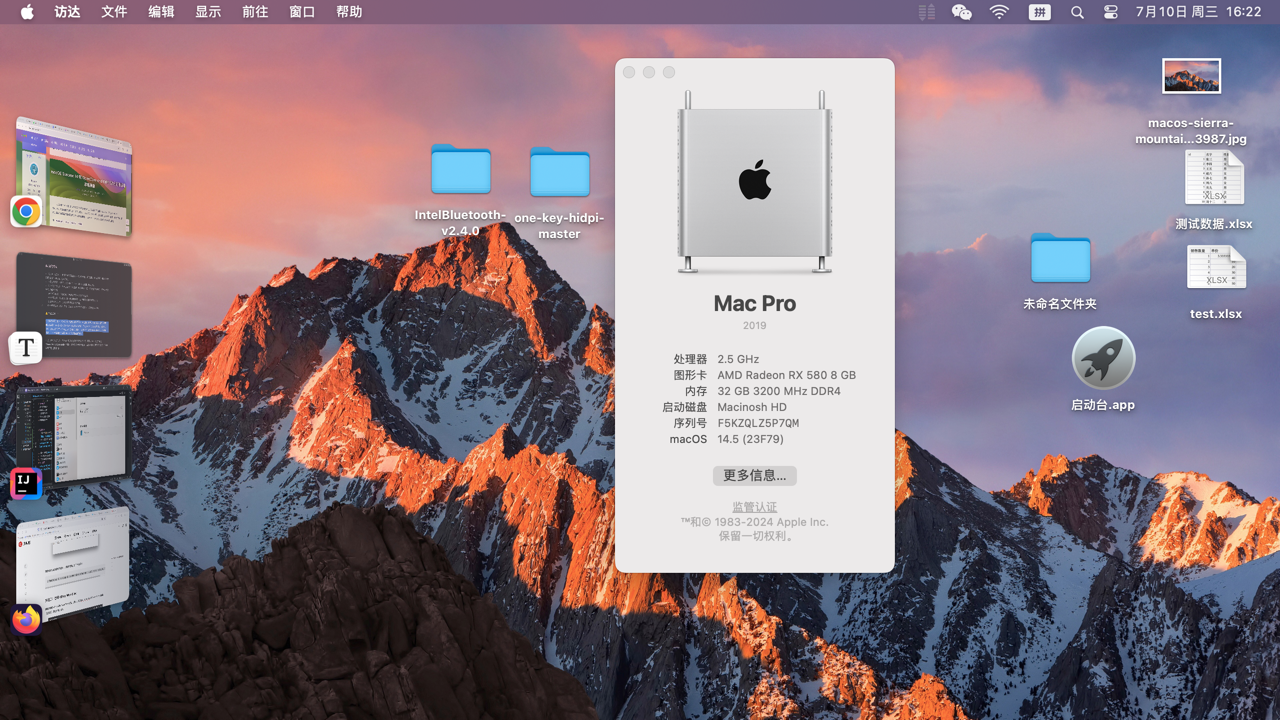 访达 文件 编辑 显示 前往 窗口 帮助 拼 7月10日 周三 16:22
macos-sierra-
mountai...3987.jpg
XLSX
测试数据.xlsx
XLSX
test.xlsx
IntelBluetooth-
v2.4.0
one-key-hidpi-
master
未命名文件夹
启动台.app
T
IJ
Mac Pro
2019
处理器 2.5 GHz
图形卡 AMD Radeon RX 580 8 GB
内存 32 GB 3200 MHz DDR4
启动磁盘 Macinosh HD
序列号 F5KZQLZ5P7QM
macOS 14.5 (23F79)
更多信息...
监管认证
™和© 1983-2024 Apple Inc.
保留一切权利。